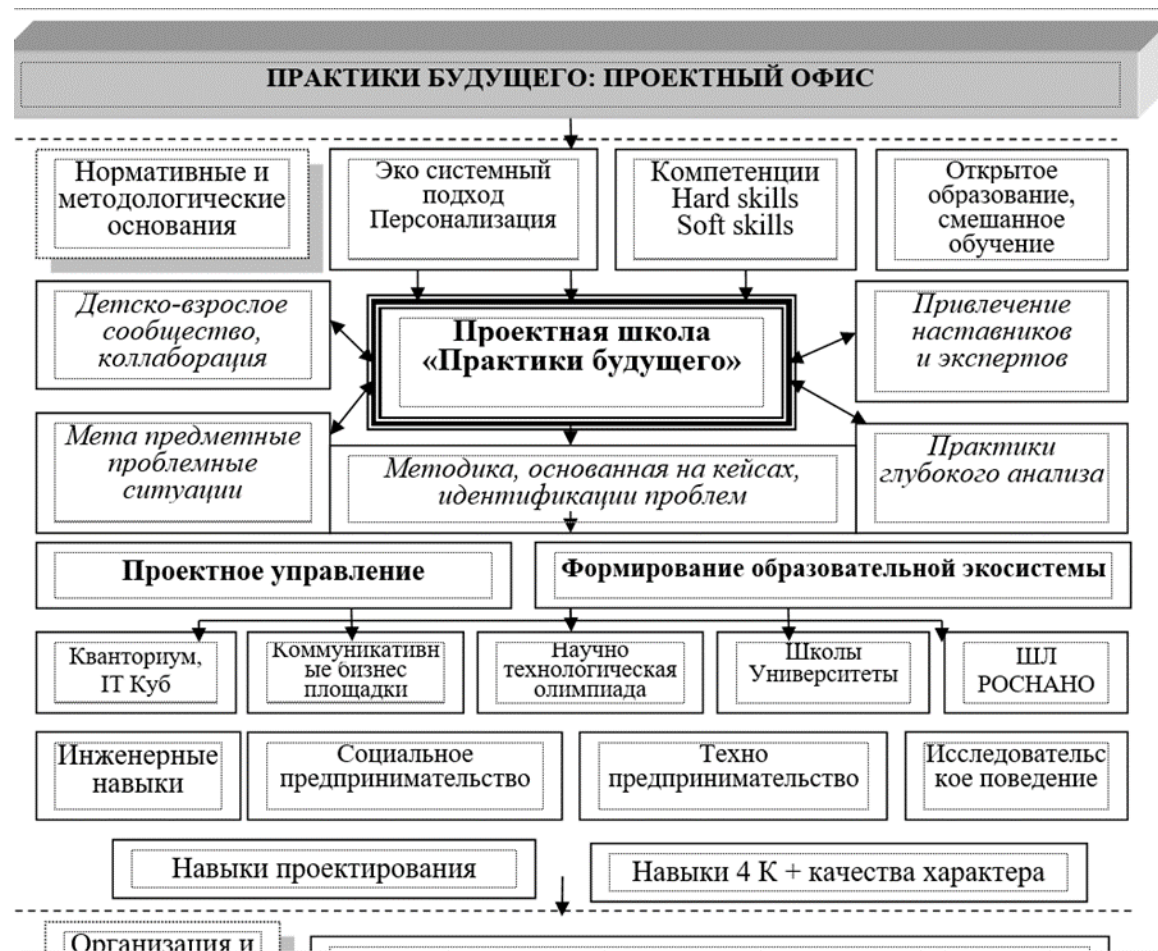 ПРАКТИКИ БУДУЩЕГО: ПРОЕКТНЫЙ ОФИС
Нормативные и
методологические
основания
Эко системный
подход
Персонализация
Компетенции
Hard skills
Soft skills
Открытое
образование,
смешанное
обучение
Детско-взрослое
сообщество,
коллаборация
Проектная школа
«Практики будущего»
Привлечение
наставников
и экспертов
Мета предметные
проблемные
ситуации
Методика, основанная на кейсах,
идентификации проблем
Практики
глубокого анализа
Проектное управление
Формирование образовательной экосистемы
Кванториум,
IT Куб
Коммуникативн
ые бизнес
площадки
Научно
технологическая
олимпиада
Школы
Университеты
ШЛ
РОСНАНО
Инженерные
навыки
Социальное
предпринимательство
Техно
предпринимательство
Исследовательс
кое поведение
Навыки проектирования
Навыки 4 К + качества характера
Организация и